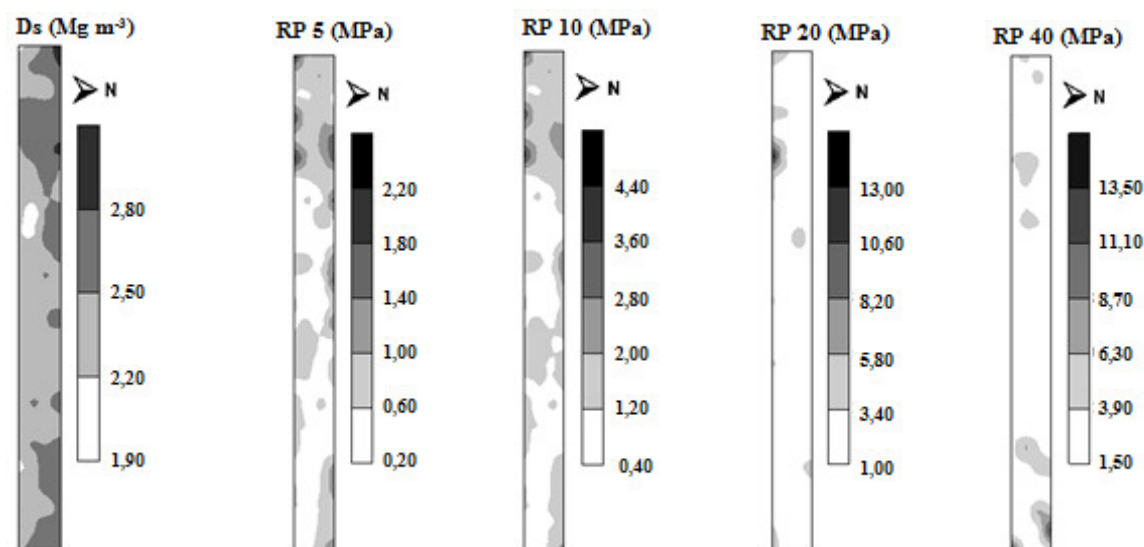 Ds (Mg m⁻³)
N
2,80
2,50
2,20
1,90
RP 5 (MPa)
N
2,20
1,80
1,40
1,00
0,60
0,20
RP 10 (MPa)
N
4,40
3,60
2,80
2,00
1,20
0,40
RP 20 (MPa)
N
13,00
10,60
8,20
5,80
3,40
1,00
RP 40 (MPa)
N
13,50
11,10
8,70
6,30
3,90
1,50